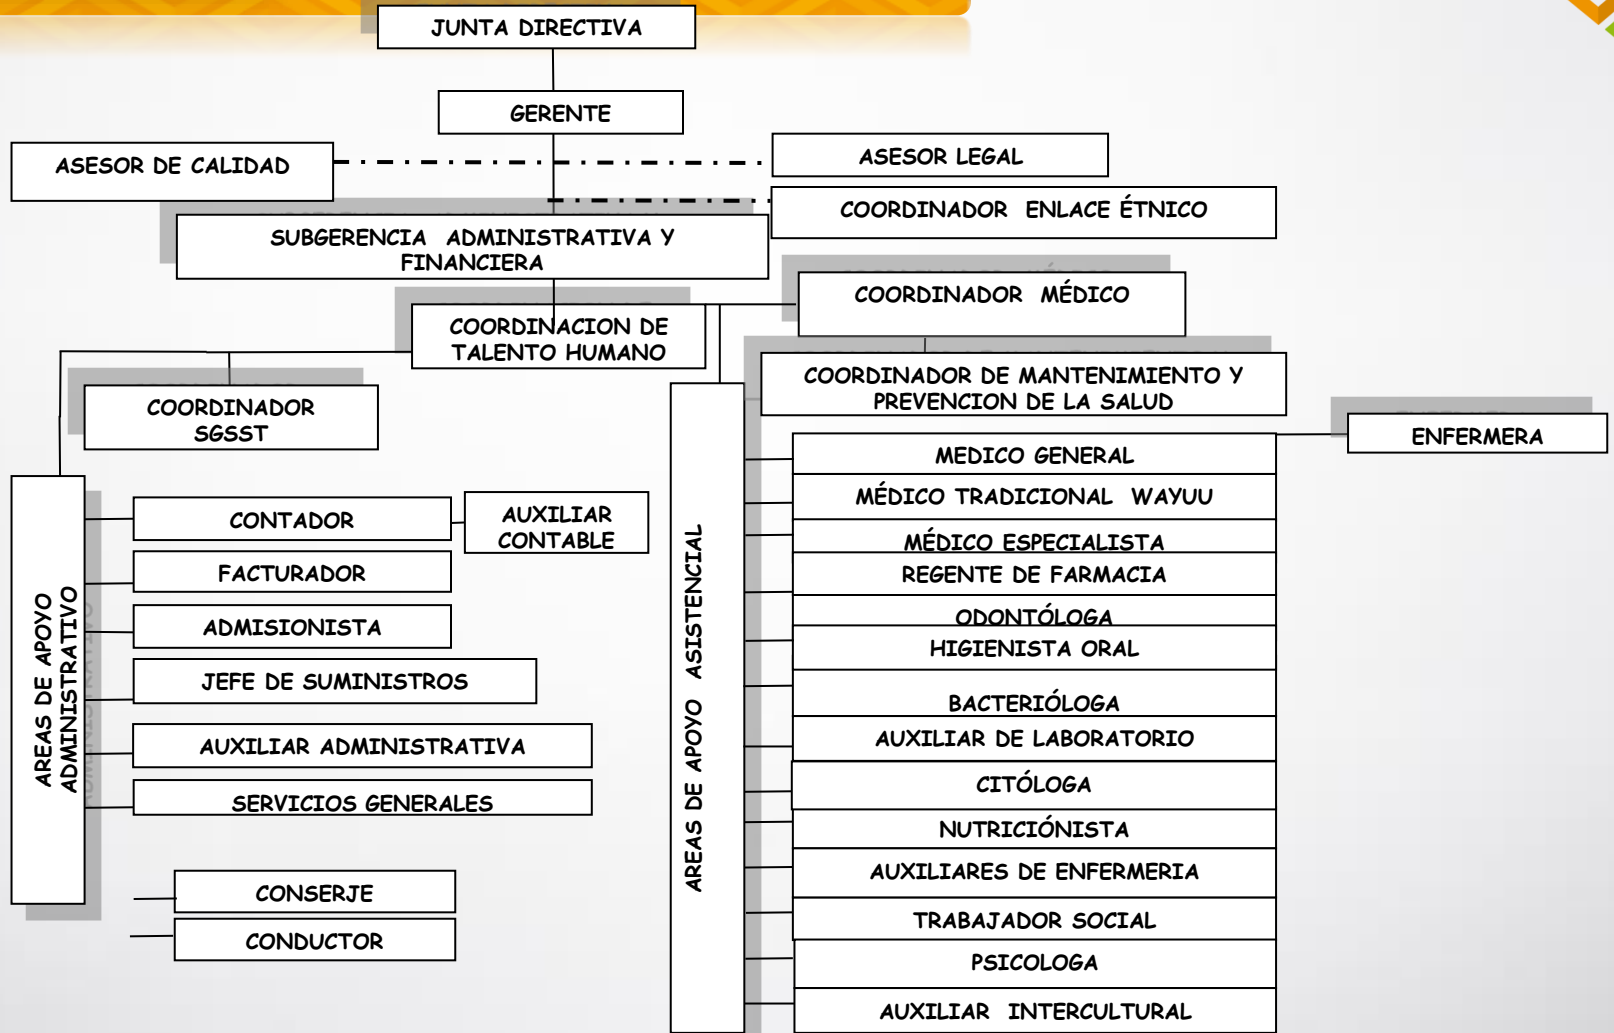 JUNTA DIRECTIVA
GERENTE
ASESOR DE CALIDAD
ASESOR LEGAL
COORDINADOR ENLACE ÉTNICO
SUBGERENCIA ADMINISTRATIVA Y
FINANCIERA
COORDINADOR MÉDICO
COORDINACION DE
TALENTO HUMANO
COORDINADOR DE MANTENIMIENTO Y
PREVENCION DE LA SALUD
COORDINADOR
SGSST
ENFERMERA
AREAS DE APOYO
ADMINISTRATIVO
CONTADOR
AUXILIAR
CONTABLE
FACTURADOR
ADMISIONISTA
JEFE DE SUMINISTROS
AUXILIAR ADMINISTRATIVA
SERVICIOS GENERALES
CONSERJE
CONDUCTOR
AREAS DE APOYO ASISTENCIAL
MEDICO GENERAL
MÉDICO TRADICIONAL WAYUU
MÉDICO ESPECIALISTA
REGENTE DE FARMACIA
ODONTÓLOGA
HIGIENISTA ORAL
BACTERIÓLOGA
AUXILIAR DE LABORATORIO
CITÓLOGA
NUTRICIÓNISTA
AUXILIARES DE ENFERMERIA
TRABAJADOR SOCIAL
PSICOLOGA
AUXILIAR INTERCULTURAL